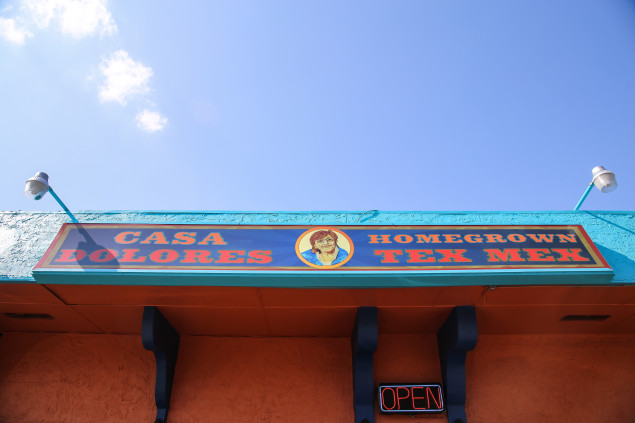 CASA
DOLORES
HOMEGROWN
TEX MEX
OPEN